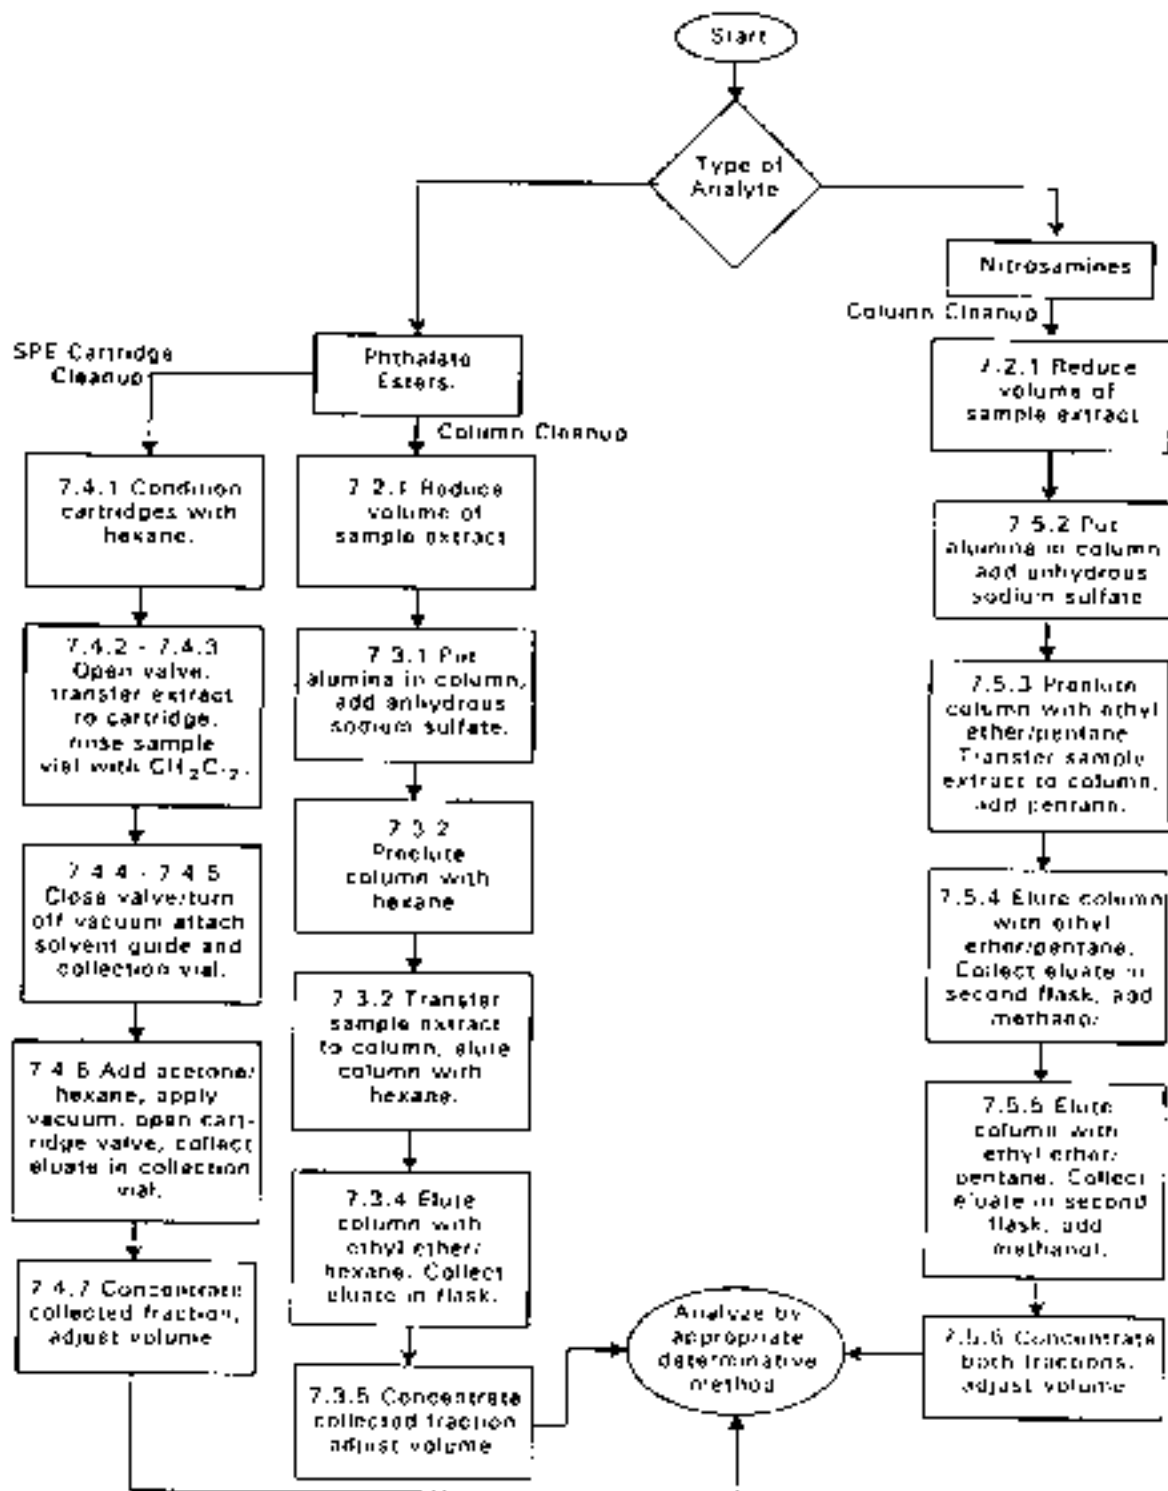 Start
Type of
Analyte
Nitrosamines
Column Cleanup
7.2.1 Reduce
volume of
sample extract
7.5.2 Put
alumina in column
add anhydrous
sodium sulfate
7.5.3 Preelute
column with ethyl
ether/pentane
Transfer sample
extract to column,
add pentane.
7.5.4 Elute column
with ethyl
ether/pentane.
Collect eluate in
second flask, add
methanol
7.5.5 Elute
column with
ethyl ether/
pentane. Collect
eluate in second
flask, add
methanol.
7.5.6 Concentrate
both fractions,
adjust volume
Phthalate
Esters.
SPE Cartridge
Cleanup
7.4.1 Condition
cartridges with
hexane.
7.4.2 - 7.4.3
Open valve.
Transfer extract
to cartridge,
rinse sample
vial with
7.4.4 - 7.4.5
Close valve/turn
off vacuum attach
solvent guide and
collection vial.
7.4.6 Add acetone/
hexane, apply
vacuum, open cart-
ridge valve, collect
eluate in collection
vial.
7.4.7 Concentrate
collected fraction,
adjust volume
Column Cleanup
7.2.1 Reduce
volume of
sample extract
7.3.1 Put
alumina in column,
add anhydrous
sodium sulfate.
7.3.2
Preelute
column with
hexane
7.3.2 Transfer
sample extract
to column, elute
column with
hexane.
7.3.4 Elute
column with
ethyl ether/
hexane. Collect
eluate in flask.
7.3.5 Concentrate
collected fraction
adjust volume
Analyze by
appropriate
determinative
method